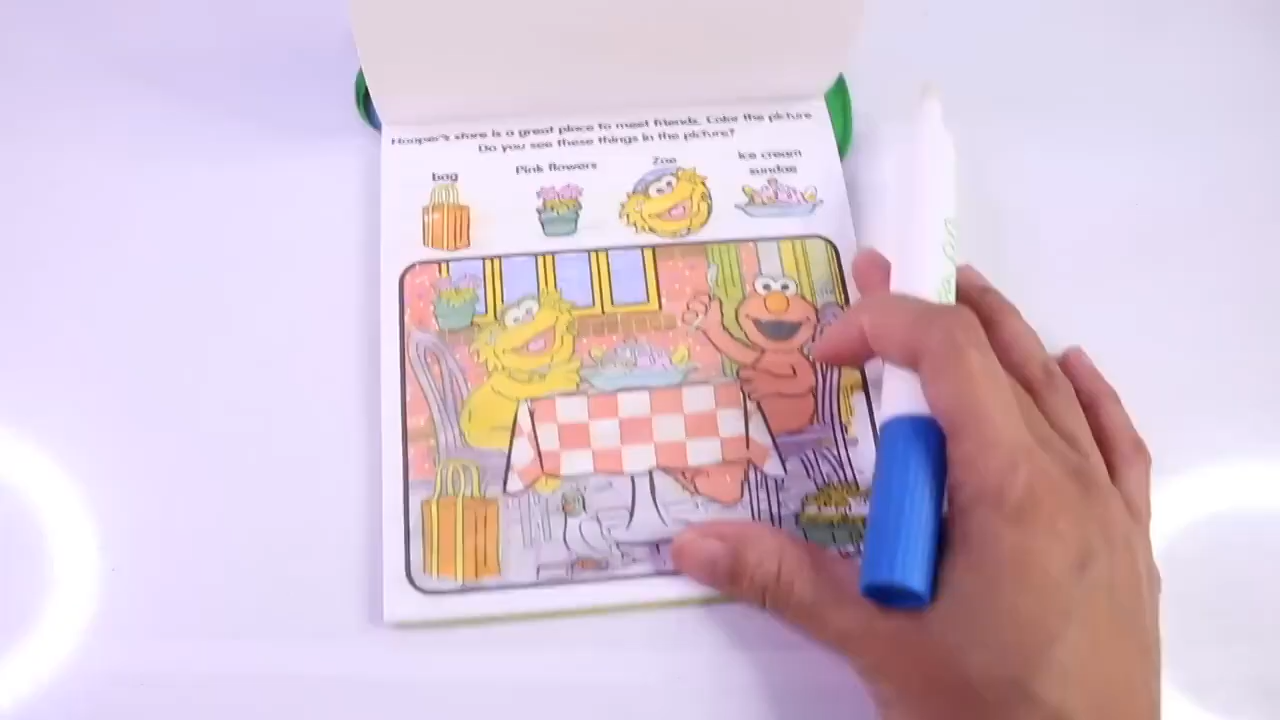 Hooper's store is a great place to meet friends. Color the picture
Do you see these things in the picture?
bag
Pink flowers
Zoe
Ice cream
sundae